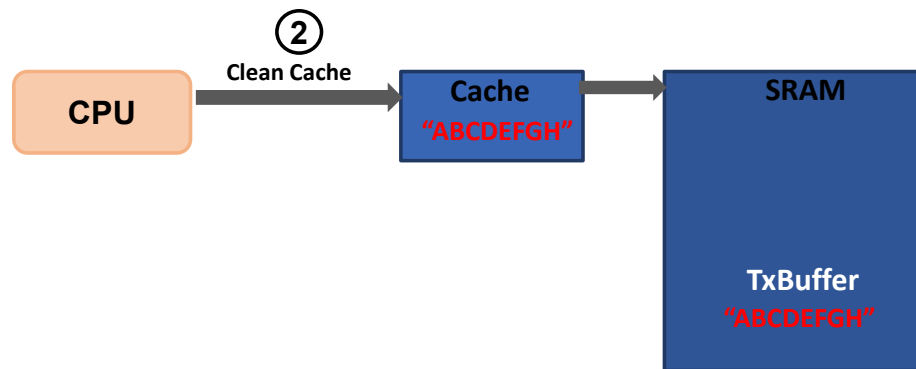 ②
Clean Cache
CPU
Cache
“ABCDEFGH”
SRAM
TxBuffer
“ABCDEFGH”